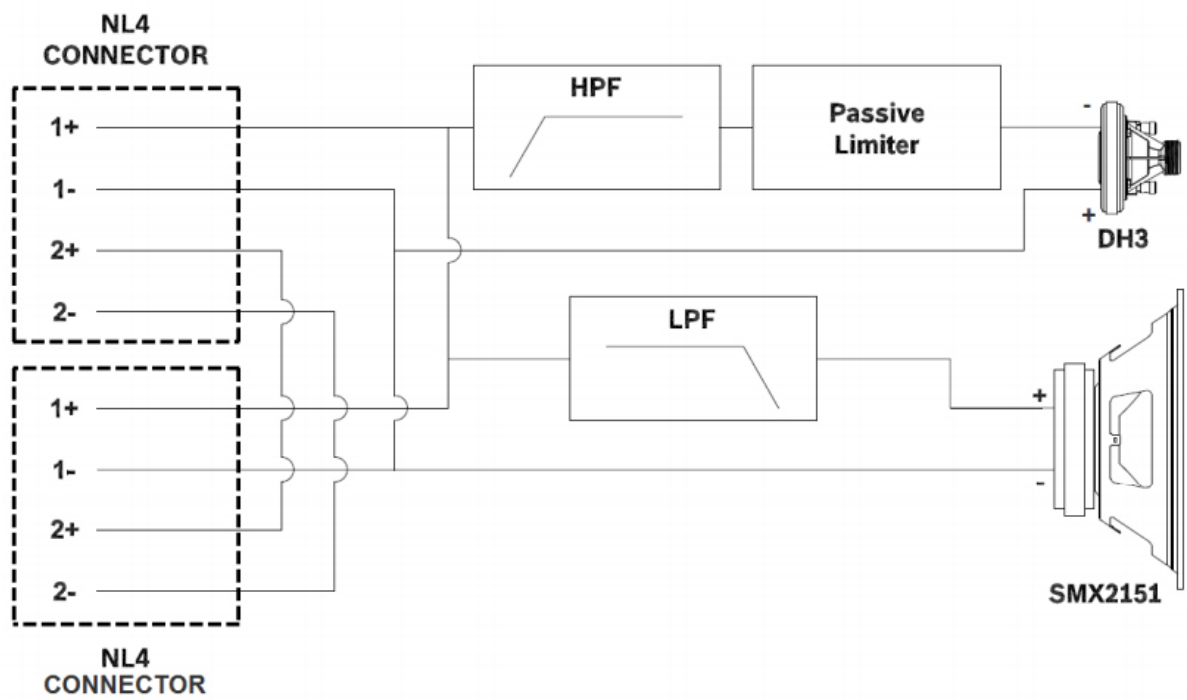 NL4
CONNECTOR
1+
1-
2+
2-
1+
1-
2+
2-
NL4
CONNECTOR
HPF
Passive
Limiter
-
+
DH3
LPF
+
-
SMX2151